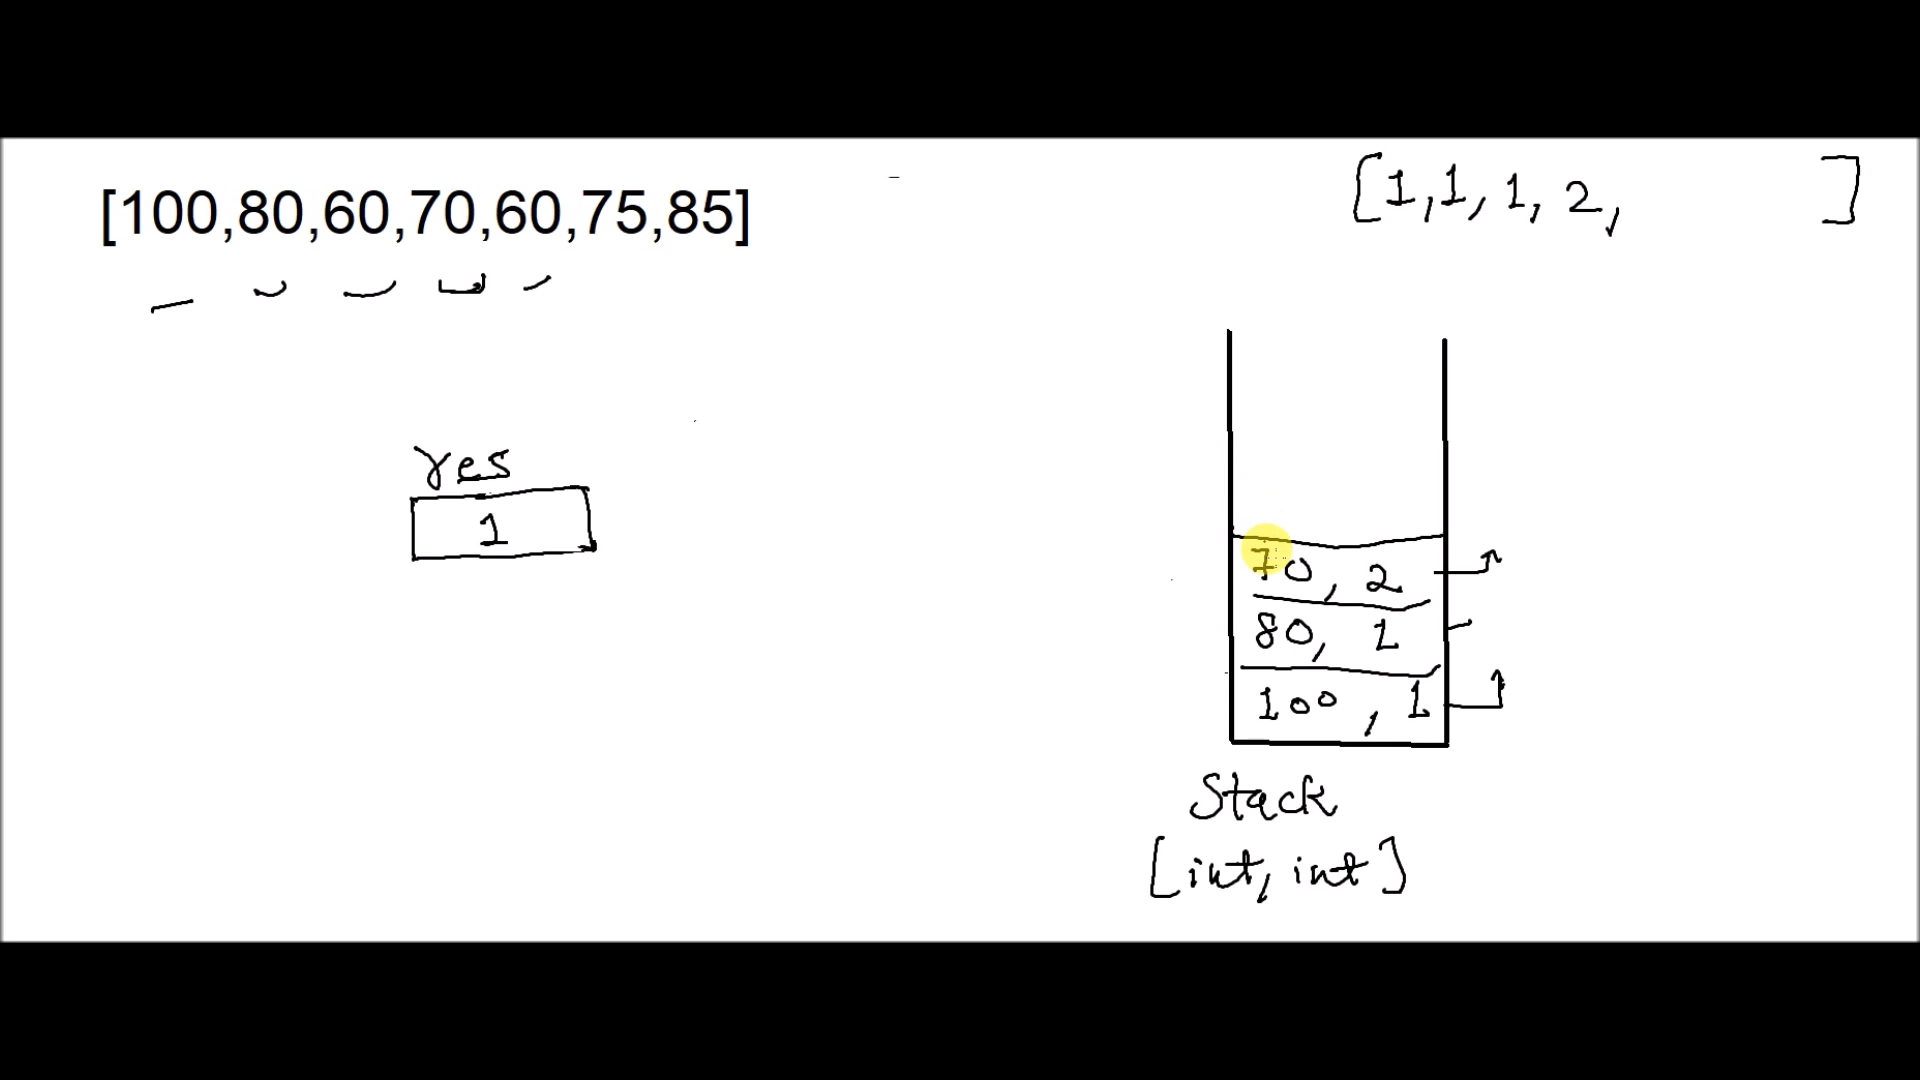 [100,80,60,70,60,75,85]
[1,1,1,2, ]
res
1
70, 2
80, 1
100, 1
Stack
[int, int]